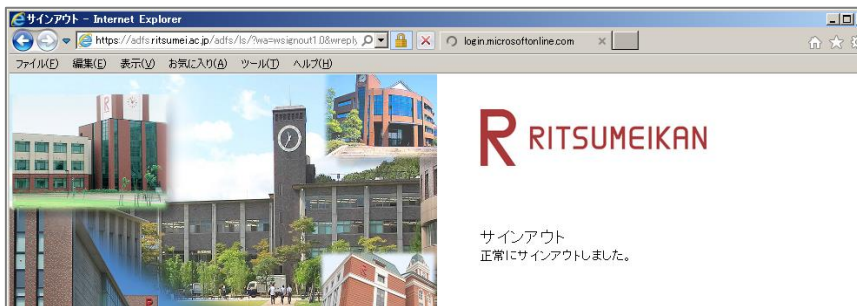 サインアウト - Internet Explorer
https://adfs.ritsumei.ac.jp/adfs/ls/?wa=wsignout1.0&wreply
login.microsoftonline.com
ファイル(F) 編集(E) 表示(V) お気に入り(A) ツール(T) ヘルプ(H)
R RITSUMEIKAN
サインアウト
正常にサインアウトしました。